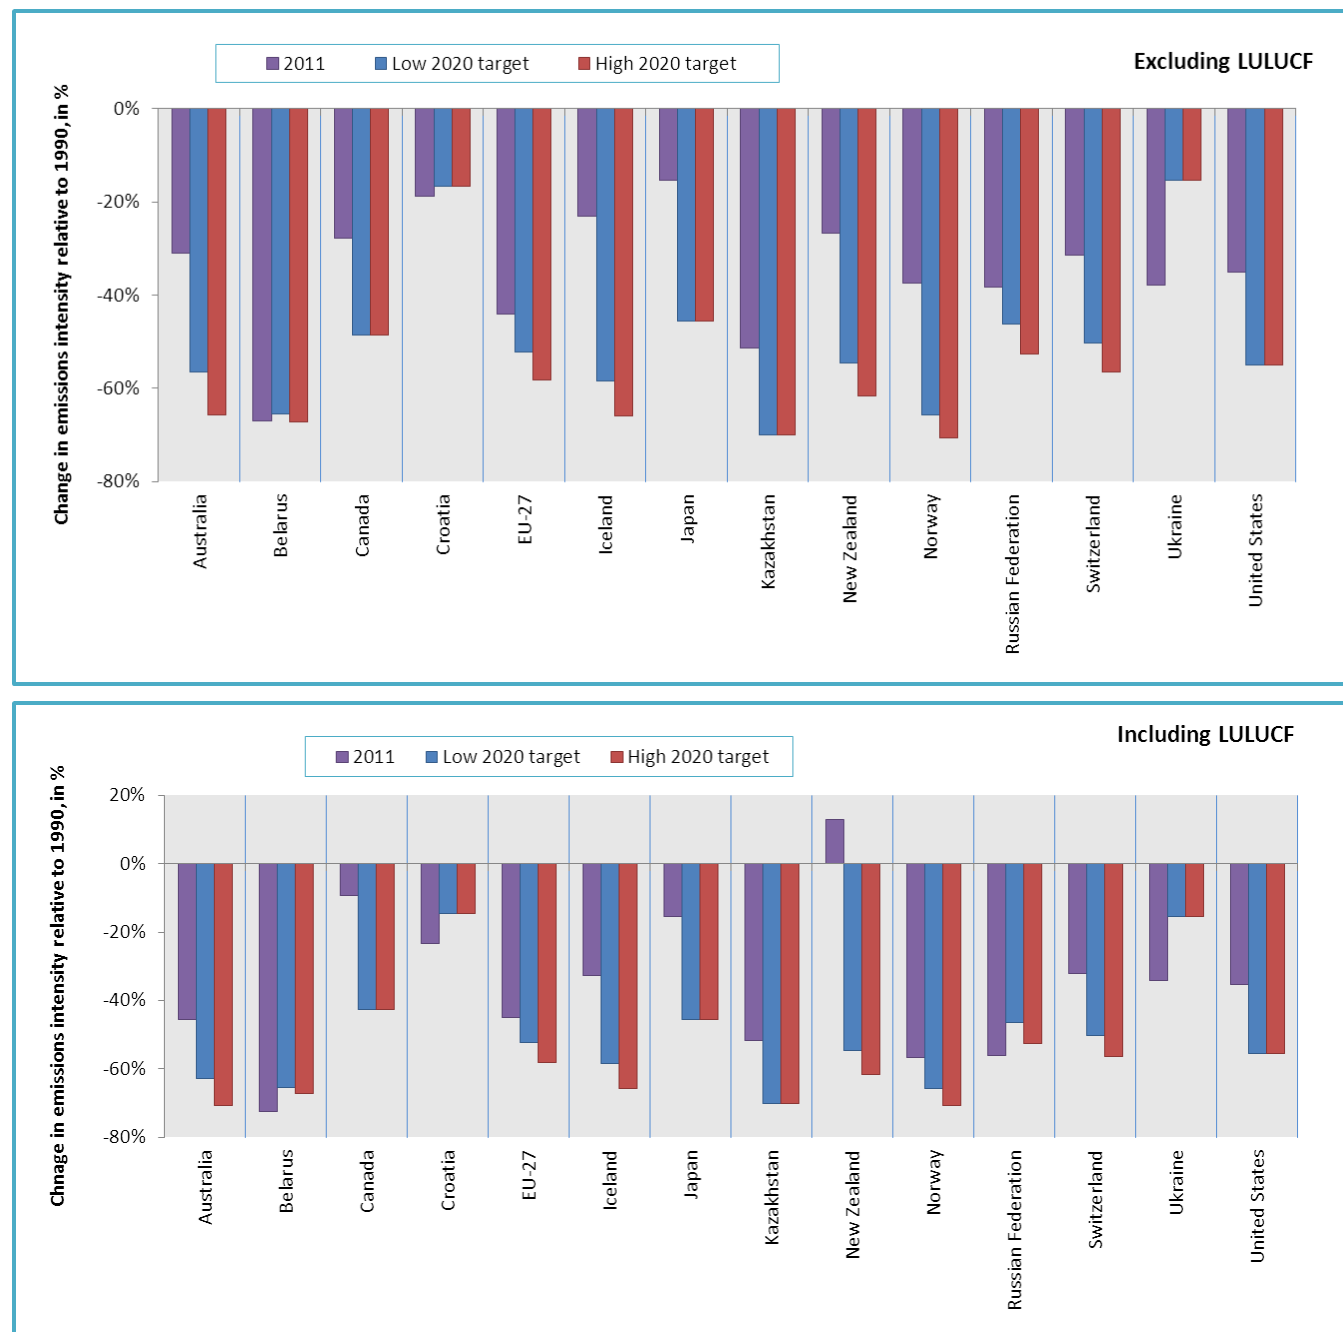 Excluding LULUCF
2011 Low 2020 target High 2020 target
Change in emissions intensity relative to 1990, in %
0%
-20%
-40%
-60%
-80%
Australia
Belarus
Canada
Croatia
EU-27
Iceland
Japan
Kazakhstan
New Zealand
Norway
Russian Federation
Switzerland
Ukraine
United States
Including LULUCF
2011 Low 2020 target High 2020 target
Chnage in emissions intensity relative to 1990, in %
20%
0%
-20%
-40%
-60%
-80%
Australia
Belarus
Canada
Croatia
EU-27
Iceland
Japan
Kazakhstan
New Zealand
Norway
Russian Federation
Switzerland
Ukraine
United States